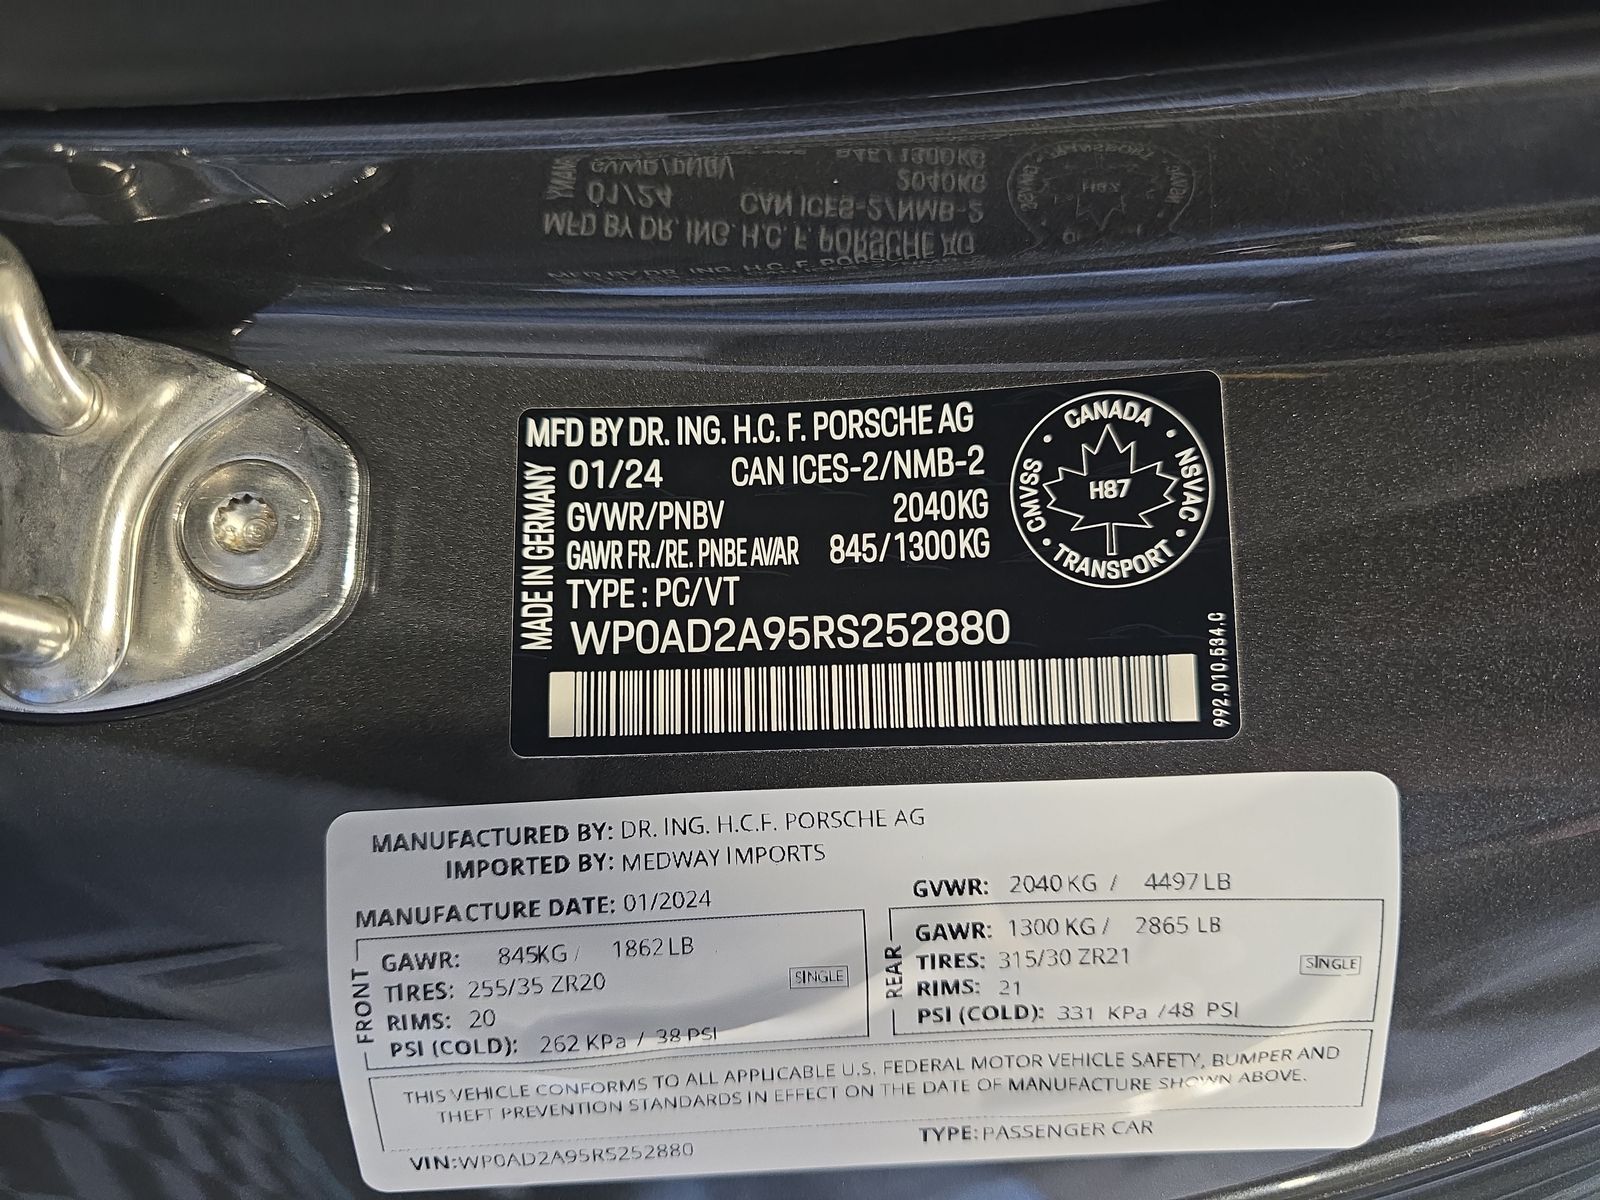 MFD BY DR. ING. H.C. F. PORSCHE AG
01/24 CAN ICES-2/NMB-2
GVWR/PNBV 2040KG
GAWR FR./RE. PNBE AV/AR 845/1300KG
TYPE : PC/VT
WP0AD2A95RS252880
MADE IN GERMANY
CANADA
CMVSS
NSVAC
H87
TRANSPORT
992.010.534.C
MANUFACTURED BY: DR. ING. H.C.F. PORSCHE AG
IMPORTED BY: MEDWAY IMPORTS
MANUFACTURE DATE: 01/2024
GVWR: 2040 KG / 4497 LB
FRONT
GAWR: 845KG / 1862 LB
TIRES: 255/35 ZR20
SINGLE
RIMS: 20
PSI (COLD): 262 KPa / 38 PSI
REAR
GAWR: 1300 KG / 2865 LB
TIRES: 315/30 ZR21
SINGLE
RIMS: 21
PSI (COLD): 331 KPa /48 PSI
THIS VEHICLE CONFORMS TO ALL APPLICABLE U.S. FEDERAL MOTOR VEHICLE SAFETY, BUMPER AND
THEFT PREVENTION STANDARDS IN EFFECT ON THE DATE OF MANUFACTURE SHOWN ABOVE.
VIN:WP0AD2A95RS252880
TYPE:PASSENGER CAR